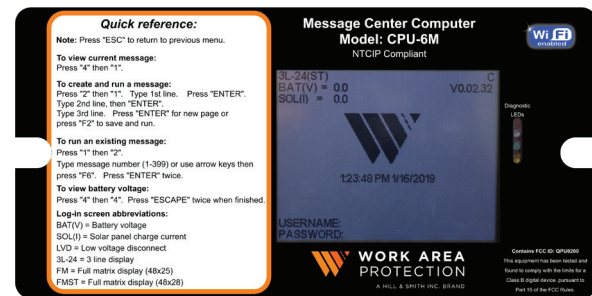 Quick reference:
Note: Press "ESC" to return to previous menu.
To view current message:
Press "4" then "1".
To create and run a message:
Press "2" then "1". Type 1st line. Press "ENTER".
Type 2nd line, then "ENTER".
Type 3rd line. Press "ENTER" for new page or
press "F2" to save and run.
To run an existing message:
Press "1" then "2".
Type message number (1-399) or use arrow keys then
press "F6". Press "ENTER" twice.
To view battery voltage:
Press "4" then "4". Press "ESCAPE" twice when finished.
Log-in screen abbreviations:
BAT(V) = Battery voltage
SOL(I) = Solar panel charge current
LVD = Low voltage disconnect
3L-24 = 3 line display
FM = Full matrix display (48x25)
FMST = Full matrix display (48x28)
Message Center Computer
Model: CPU-6M
NTCIP Compliant
Wi Fi
enabled
3L-24(ST) C
BAT(V) = 0.0 V0.02.32
SOL(I) = 0.0
1:23:48 PM 1/16/2019
USERNAME:
PASSWORD:
Diagnostic
LEDs
WORK AREA
PROTECTION
A HILL & SMITH INC. BRAND
Contains FCC ID: QPU8200
This equipment has been tested and
found to comply with the limits for a
Class B digital device, pursuant to
Part 15 of the FCC Rules.